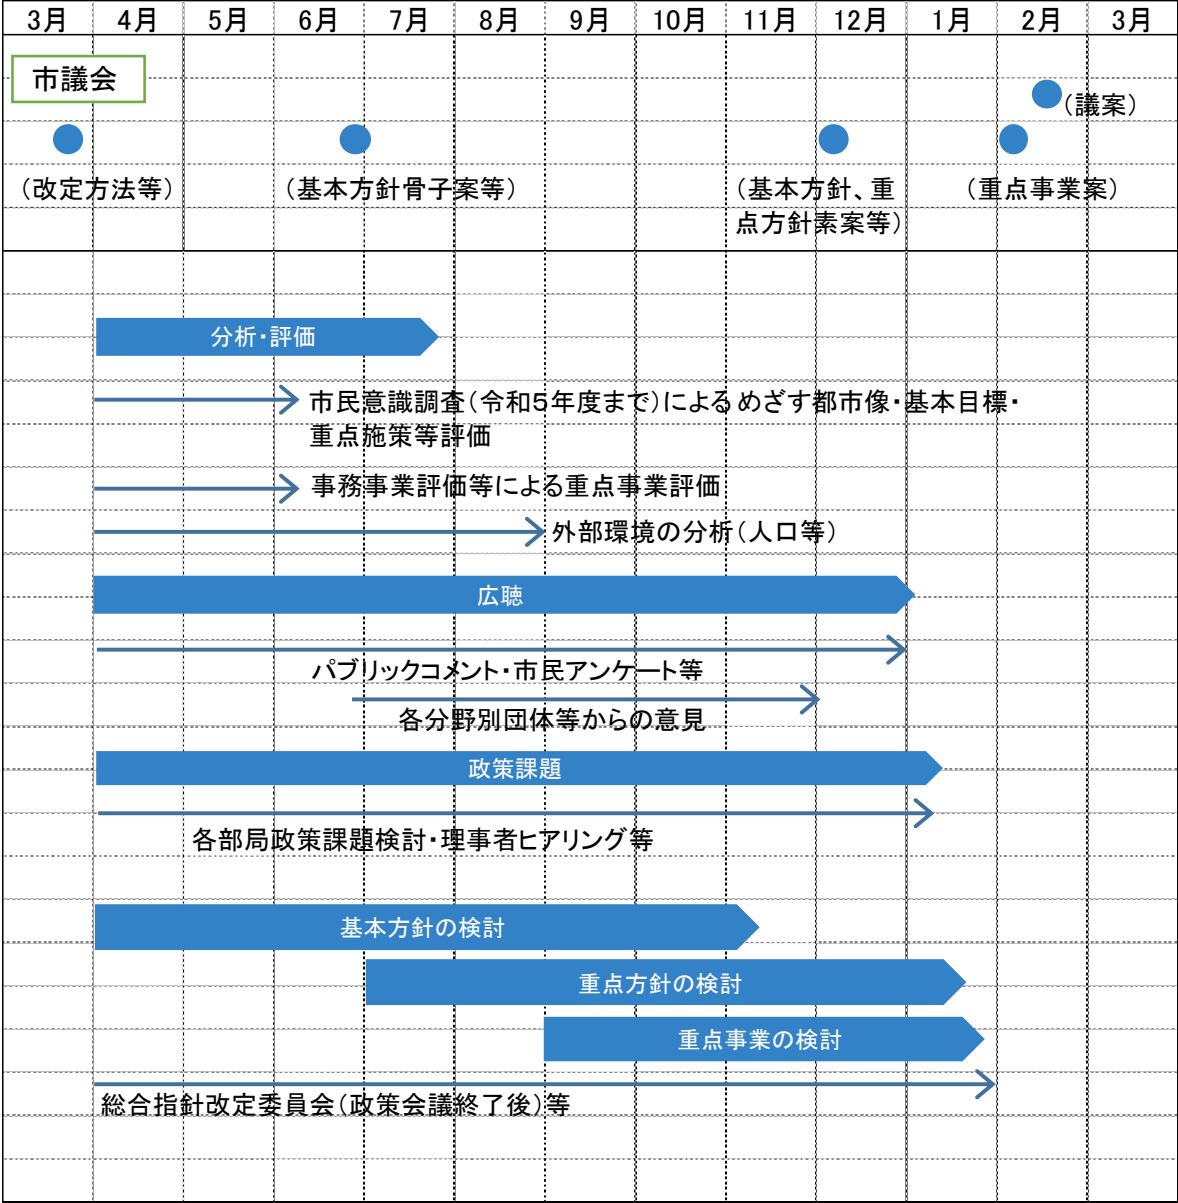 3月 4月 5月 6月 7月 8月 9月 10月 11月 12月 1月 2月 3月
市議会
（議案）
（改定方法等） （基本方針骨子案等） （基本方針、重 （重点事業案）
点方針素案等）
分析・評価
市民意識調査（令和５年度まで）によるめざす都市像・基本目標・
重点施策等評価
事務事業評価等による重点事業評価
外部環境の分析（人口等）
広聴
パブリックコメント・市民アンケート等
各分野別団体等からの意見
政策課題
各部局政策課題検討・理事者ヒアリング等
基本方針の検討
重点方針の検討
重点事業の検討
総合指針改定委員会（政策会議終了後）等